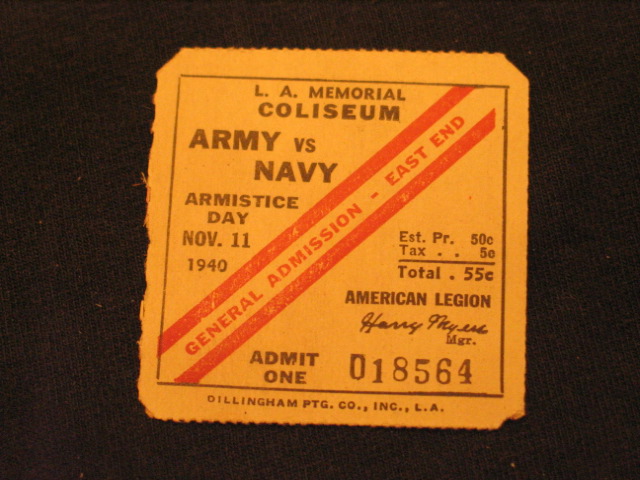 L. A. MEMORIAL
COLISEUM
ARMY VS
NAVY
ARMISTICE
DAY
NOV. 11
1940
GENERAL ADMISSION - EAST END
Est. Pr. 50c
Tax . . 5c
Total . 55c
AMERICAN LEGION
Harry Myers
Mgr.
ADMIT
ONE
018564
DILLINGHAM PTG. CO., INC., L.A.